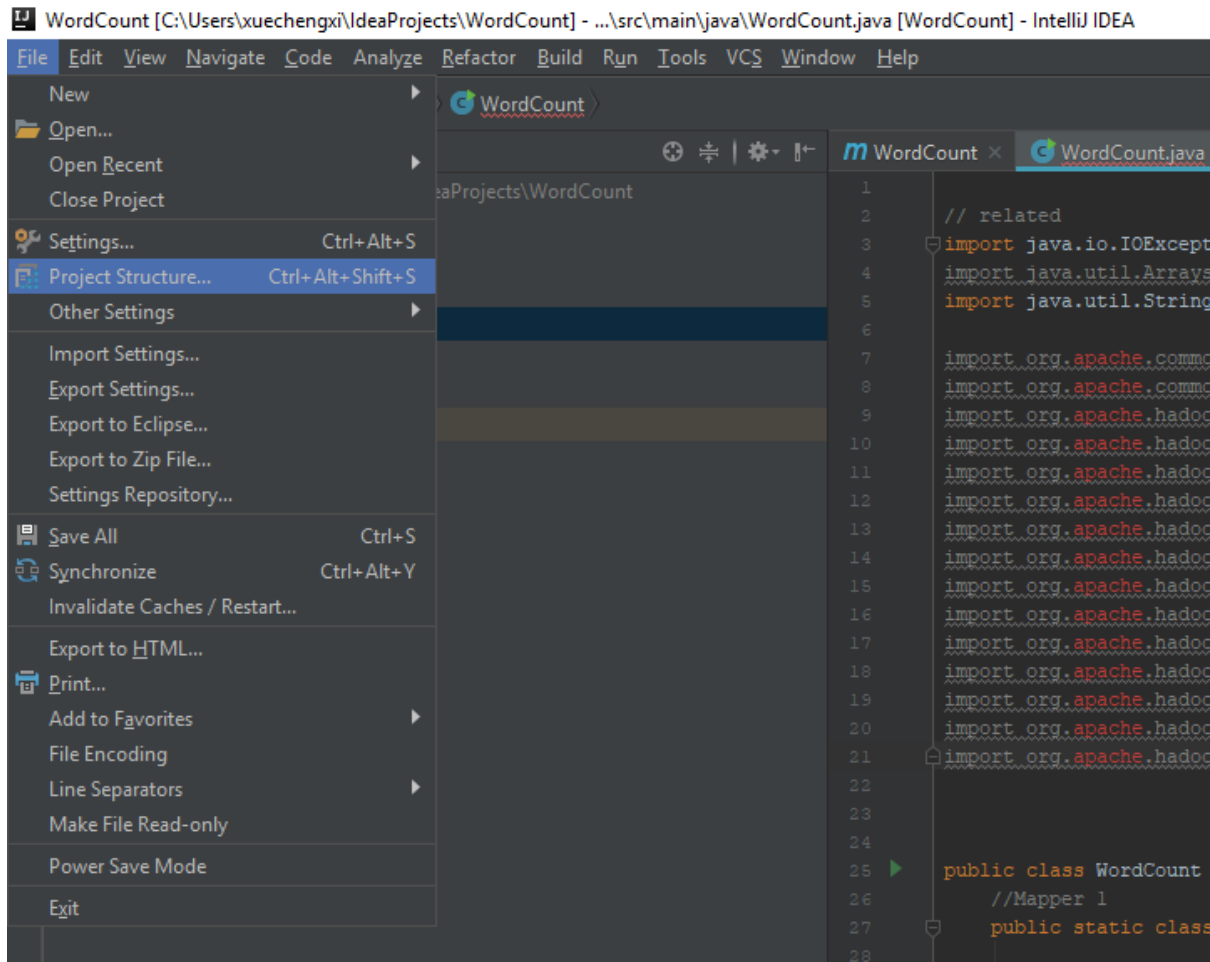 WordCount [C:\Users\xuechengxi\IdeaProjects\WordCount] - ...\src\main\java\WordCount.java [WordCount] - IntelliJ IDEA
File Edit View Navigate Code Analyze Refactor Build Run Tools VCS Window Help
New
Open...
Open Recent
Close Project
Settings... Ctrl+Alt+S
Project Structure... Ctrl+Alt+Shift+S
Other Settings
Import Settings...
Export Settings...
Export to Eclipse...
Export to Zip File...
Settings Repository...
Save All Ctrl+S
Synchronize Ctrl+Alt+Y
Invalidate Caches / Restart...
Export to HTML...
Print...
Add to Favorites
File Encoding
Line Separators
Make File Read-only
Power Save Mode
Exit
WordCount
eaProjects\WordCount
WordCount WordCount.java
1
2 // related
3 import java.io.IOExcept
4 import java.util.Arrays
5 import java.util.String
6
7 import org.apache.commo
8 import org.apache.commo
9 import org.apache.hadoo
10 import org.apache.hadoo
11 import org.apache.hadoo
12 import org.apache.hadoo
13 import org.apache.hadoo
14 import org.apache.hadoo
15 import org.apache.hadoo
16 import org.apache.hadoo
17 import org.apache.hadoo
18 import org.apache.hadoo
19 import org.apache.hadoo
20 import org.apache.hadoo
21 import org.apache.hadoo
22
23
24
25 public class WordCount
26 //Mapper 1
27 public static class
28